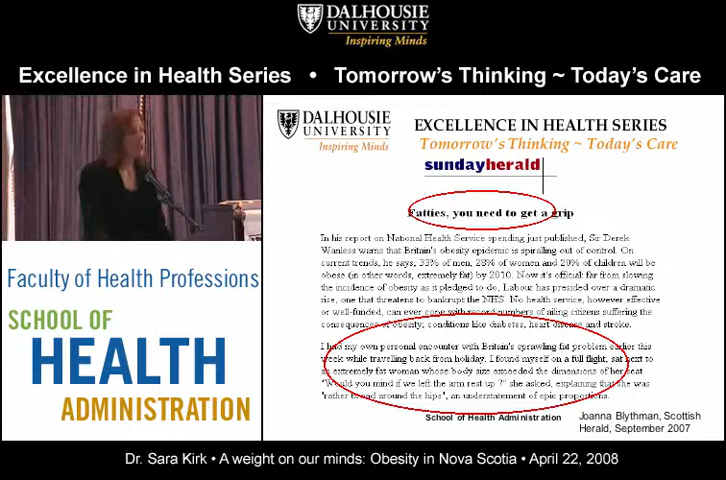 DALHOUSIE
UNIVERSITY
Inspiring Minds
Excellence in Health Series • Tomorrow's Thinking ~ Today's Care
DALHOUSIE
UNIVERSITY
Inspiring Minds
EXCELLENCE IN HEALTH SERIES
Tomorrow's Thinking ~ Today's Care
sundayherald
Fatties, you need to get a grip
In his report on National Health Service spending just published, Sir Derek
Wanless warns that Britain's obesity epidemic is spiralling out of control. On
current trends, he says, 33% of men, 28% of women and 20% of children will be
obese (in other words, extremely fat) by 2010. Now it's official: far from slowing
the incidence of obesity as it pledged to do, Labour has presided over a dramatic
rise, one that threatens to bankrupt the NHS. No health service, however effective
or well-funded, can ever cope with record numbers of ailing citizens suffering the
consequences of obesity; conditions like diabetes, heart disease and stroke.
I had my own personal encounter with Britain's sprawling fat problem earlier this
week while travelling back from holiday. I found myself on a full flight, sat next to
an extremely fat woman whose body size exceeded the dimensions of her seat.
"Would you mind if we left the arm rest up ?" she asked, explaining that she was
"rather broad around the hips", an understatement of epic proportions.
School of Health Administration
Joanna Blythman, Scottish
Herald, September 2007
Faculty of Health Professions
SCHOOL OF
HEALTH
ADMINISTRATION
Dr. Sara Kirk • A weight on our minds: Obesity in Nova Scotia • April 22, 2008